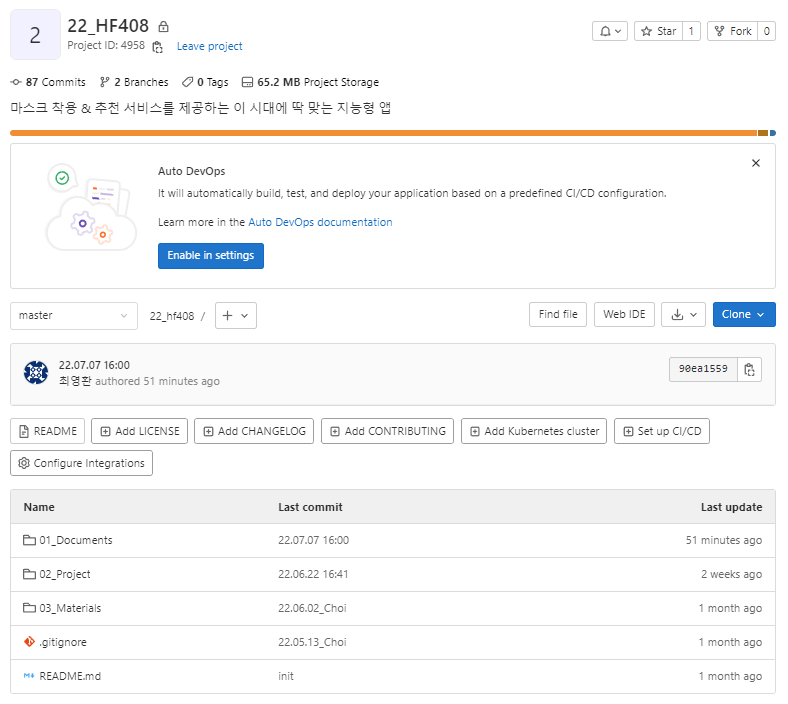 2
22_HF408
Project ID: 4958
Leave project
Star 1
Fork 0
87 Commits 2 Branches 0 Tags 65.2 MB Project Storage
마스크 착용 & 추천 서비스를 제공하는 이 시대에 딱 맞는 지능형 앱
Auto DevOps
It will automatically build, test, and deploy your application based on a predefined CI/CD configuration.
Learn more in the Auto DevOps documentation
Enable in settings
master 22_hf408 / + Find file Web IDE Clone
22.07.07 16:00
최영환 authored 51 minutes ago
90ea1559
README Add LICENSE Add CHANGELOG Add CONTRIBUTING Add Kubernetes cluster Set up CI/CD
Configure Integrations
Name Last commit Last update
01_Documents 22.07.07 16:00 51 minutes ago
02_Project 22.06.22 16:41 2 weeks ago
03_Materials 22.06.02_Choi 1 month ago
.gitignore 22.05.13_Choi 1 month ago
M+ README.md init 1 month ago